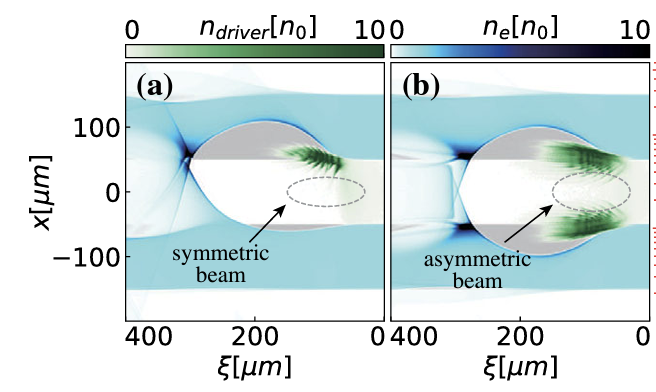 n_driver[n_0] n_e[n_0]
0 10 0 10
(a) (b)
100
0
−100
x[μm]
symmetric
beam
asymmetric
beam
400 200 0 400 200 0
ξ[μm] ξ[μm]